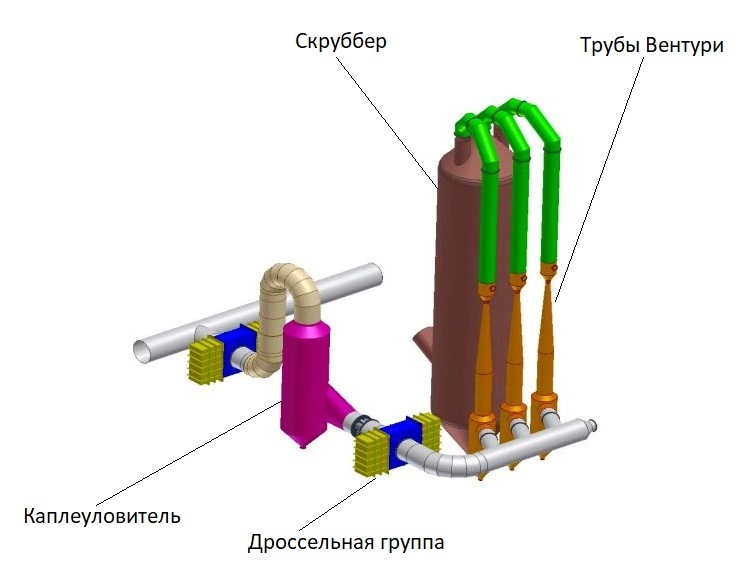 Скруббер
Трубы Вентури
Каплеуловитель
Дроссельная группа